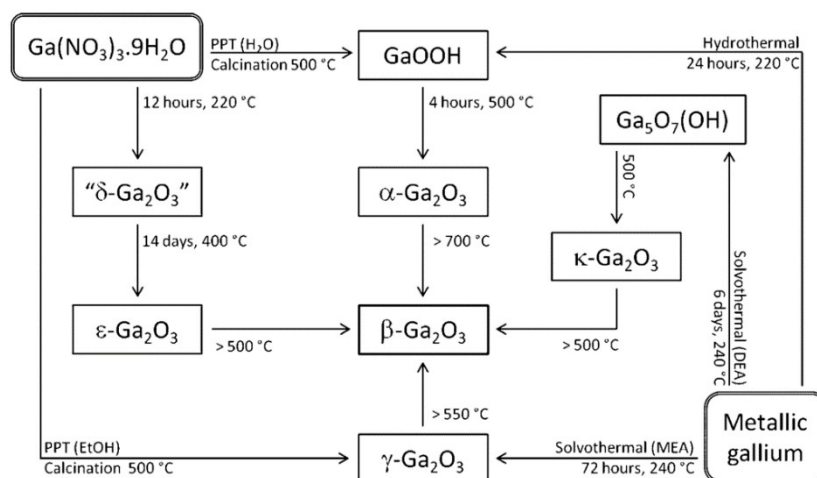 Ga(NO₃)₃.9H₂O
PPT (H₂O)
Calcination 500 °C
GaOOH
Hydrothermal
24 hours, 220 °C
12 hours, 220 °C
4 hours, 500 °C
Ga₅O₇(OH)
500 °C
“δ-Ga₂O₃”
α-Ga₂O₃
14 days, 400 °C
> 700 °C
κ-Ga₂O₃
Solvothermal (DEA)
6 days, 240 °C
ε-Ga₂O₃
> 500 °C
β-Ga₂O₃
> 500 °C
> 550 °C
PPT (EtOH)
Calcination 500 °C
γ-Ga₂O₃
Solvothermal (MEA)
72 hours, 240 °C
Metallic
gallium